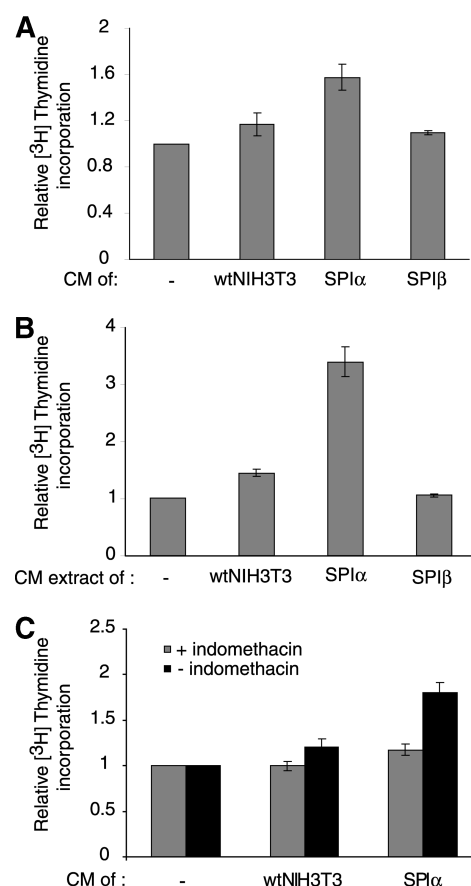 A
Relative [³H] Thymidine
incorporation
2
1.6
1.2
0.8
0.4
0
CM of: - wtNIH3T3 SPIα SPIβ
B
Relative [³H] Thymidine
incorporation
4
3
2
1
0
CM extract of : - wtNIH3T3 SPIα SPIβ
C
Relative [³H] Thymidine
incorporation
2.5
2
1.5
1
0.5
0
+ indomethacin
- indomethacin
CM of : - wtNIH3T3 SPIα